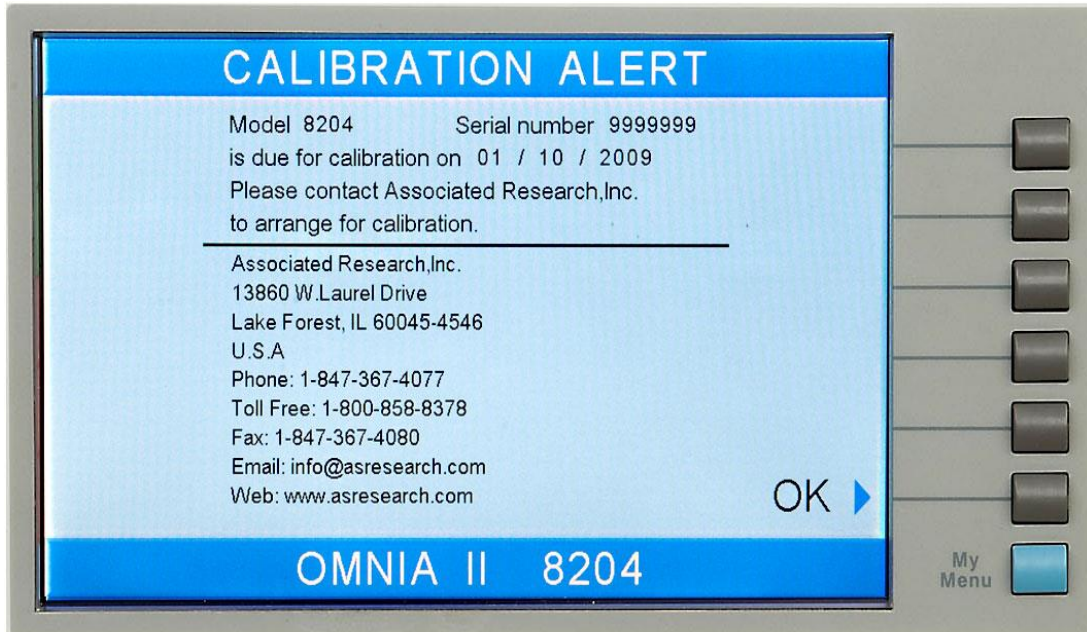 CALIBRATION ALERT
Model 8204 Serial number 9999999
is due for calibration on 01 / 10 / 2009
Please contact Associated Research,Inc.
to arrange for calibration.
Associated Research,Inc.
13860 W.Laurel Drive
Lake Forest, IL 60045-4546
U.S.A
Phone: 1-847-367-4077
Toll Free: 1-800-858-8378
Fax: 1-847-367-4080
Email: info@asresearch.com
Web: www.asresearch.com
OK
OMNIA II 8204
My
Menu